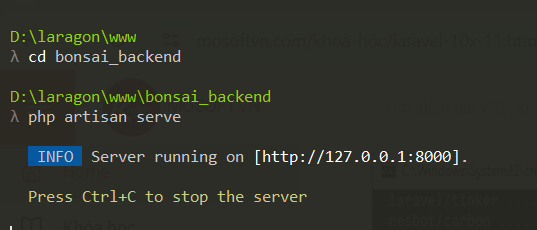 D:\laragon\www
λ cd bonsai_backend
D:\laragon\www\bonsai_backend
λ php artisan serve
INFO Server running on [http://127.0.0.1:8000].
Press Ctrl+C to stop the server